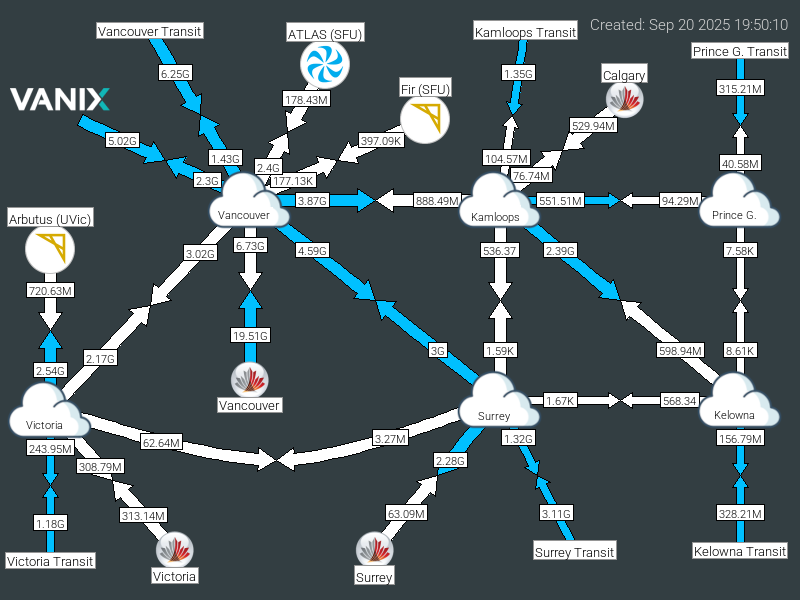 Created: Sep 20 2025 19:50:10
Vancouver Transit
ATLAS (SFU)
Kamloops Transit
Prince G. Transit
6.25G
1.35G
Calgary
315.21M
Fir (SFU)
VANIX
178.43M
529.94M
5.02G
397.09K
1.43G
104.57M
40.58M
2.4G
76.74M
2.3G
177.13K
3.87G
888.49M
551.51M
94.29M
Arbutus (UVic)
Vancouver
Kamloops
Prince G.
3.02G
6.73G
4.59G
536.37
2.39G
7.58K
720.63M
19.51G
2.17G
3G
1.59K
598.94M
8.61K
2.54G
Vancouver
1.67K
568.34
Victoria
Surrey
Kelowna
243.95M
62.64M
3.27M
1.32G
156.79M
308.79M
2.28G
1.18G
313.14M
63.09M
3.11G
328.21M
Victoria Transit
Victoria
Surrey
Surrey Transit
Kelowna Transit